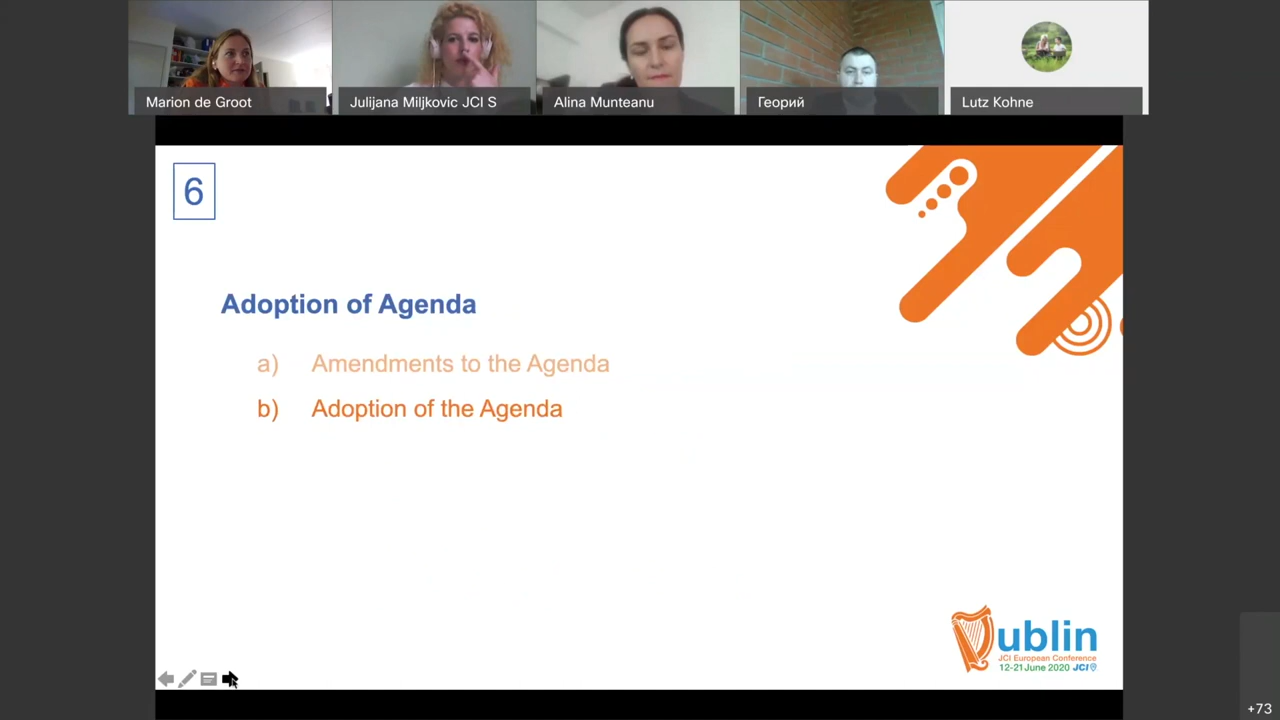 Marion de Groot
Julijana Miljkovic JCI S
Alina Munteanu
Георий
Lutz Kohne
6
Adoption of Agenda
a) Amendments to the Agenda
b) Adoption of the Agenda
ublin
JCI European Conference
12-21 June 2020 JCI
+73